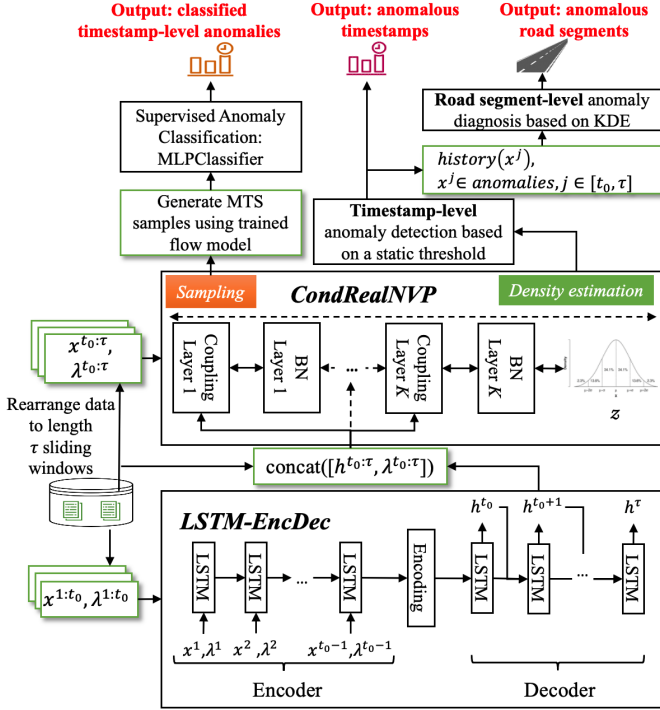 Output: classified
timestamp-level anomalies
Output: anomalous
timestamps
Output: anomalous
road segments
Supervised Anomaly
Classification:
MLPClassifier
Road segment-level anomaly
diagnosis based on KDE
history(x^j),
x^j ∈ anomalies, j ∈ [t_0, τ]
Generate MTS
samples using trained
flow model
Timestamp-level
anomaly detection based
on a static threshold
Sampling
CondRealNVP
Density estimation
x^{t_0:τ},
λ^{t_0:τ}
Coupling
Layer 1
BN
Layer 1
...
Coupling
Layer K
BN
Layer K
z
Rearrange data
to length
τ sliding
windows
concat([h^{t_0:τ}, λ^{t_0:τ}])
LSTM-EncDec
h^{t_0}
h^{t_0+1}
h^τ
x^{1:t_0}, λ^{1:t_0}
LSTM
LSTM
...
LSTM
Encoding
LSTM
LSTM
...
LSTM
x^1,λ^1
x^2,λ^2
x^{t_0-1},λ^{t_0-1}
Encoder
Decoder